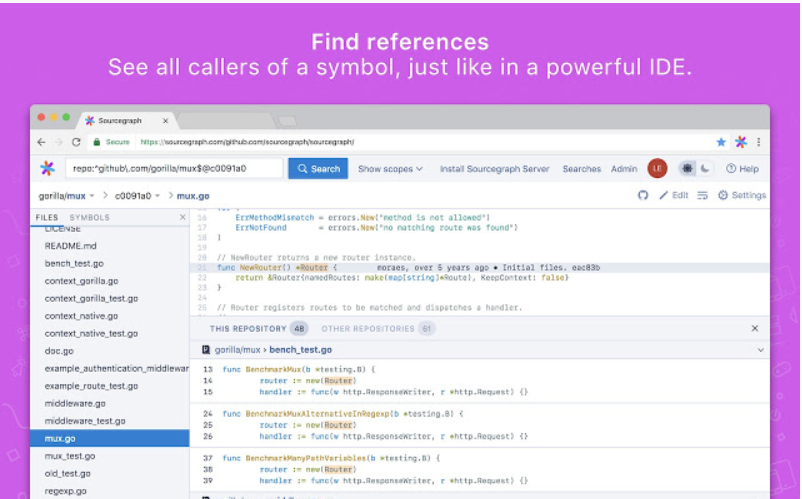 Find references
See all callers of a symbol, just like in a powerful IDE.
Sourcegraph
Secure https://sourcegraph.com/github.com/sourcegraph/sourcegraph/
repo:^github\.com/gorilla/mux$@c0091a0 Search Show scopes Install Sourcegraph Server Searches Admin LE Help
gorilla/mux > c0091a0 > mux.go Edit Settings
FILES SYMBOLS
LICENSE
README.md
bench_test.go
context_gorilla.go
context_gorilla_test.go
context_native.go
context_native_test.go
doc.go
example_authentication_middlewar
example_route_test.go
middleware.go
middleware_test.go
mux.go
mux_test.go
old_test.go
regexp.go
16 ErrMethodMismatch = errors.New("method is not allowed")
17 ErrNotFound = errors.New("no matching route was found")
18 )
19
20 // NewRouter returns a new router instance.
21 func NewRouter() *Router { moraes, over 5 years ago • Initial files. eac83b
22 return &Router{namedRoutes: make(map[string]*Route), KeepContext: false}
23 }
24
25 // Router registers routes to be matched and dispatches a handler.
THIS REPOSITORY 48 OTHER REPOSITORIES 61
gorilla/mux › bench_test.go
13 func BenchmarkMux(b *testing.B) {
14 router := new(Router)
15 handler := func(w http.ResponseWriter, r *http.Request) {}
24 func BenchmarkMuxAlternativeInRegexp(b *testing.B) {
25 router := new(Router)
26 handler := func(w http.ResponseWriter, r *http.Request) {}
37 func BenchmarkManyPathVariables(b *testing.B) {
38 router := new(Router)
39 handler := func(w http.ResponseWriter, r *http.Request) {}